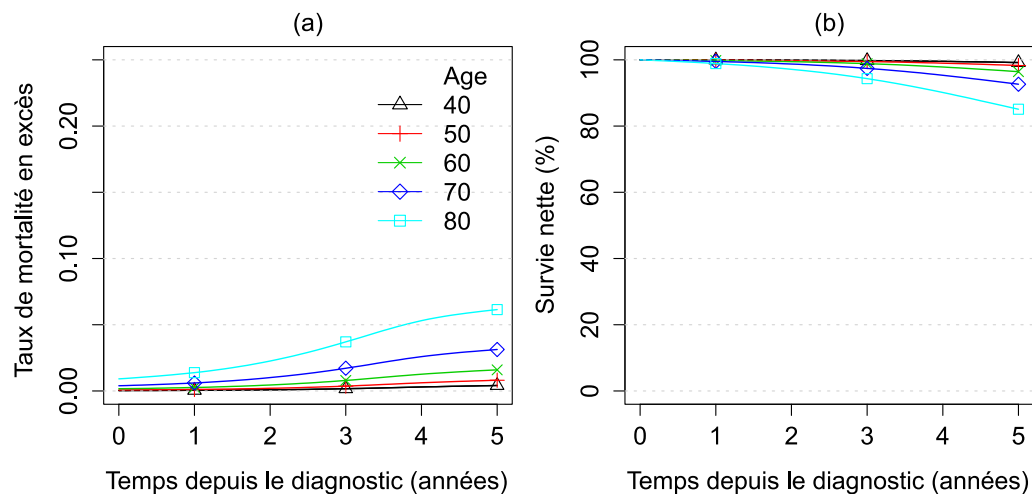 (a)
Taux de mortalité en excès
0.00
0.10
0.20
Age
40
50
60
70
80
0 1 2 3 4 5
Temps depuis le diagnostic (années)
(b)
Survie nette (%)
0
20
40
60
80
100
0 1 2 3 4 5
Temps depuis le diagnostic (années)